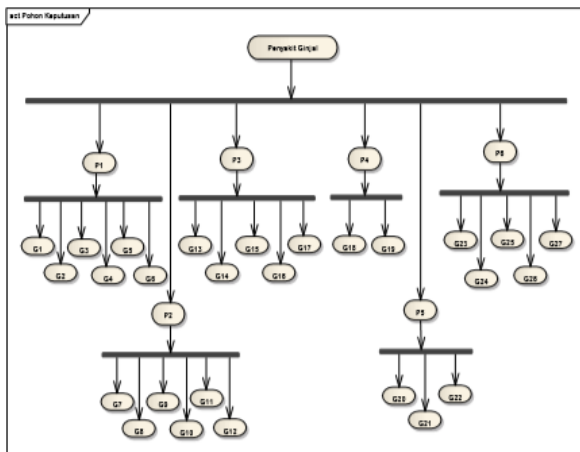 act Pohon Keputusan
Penyakit Ginjal
P1
P3
P4
P6
G1
G2
G3
G4
G5
G6
G13
G14
G15
G16
G17
G18
G19
G23
G24
G25
G26
G27
P2
P5
G7
G8
G9
G10
G11
G12
G20
G21
G22